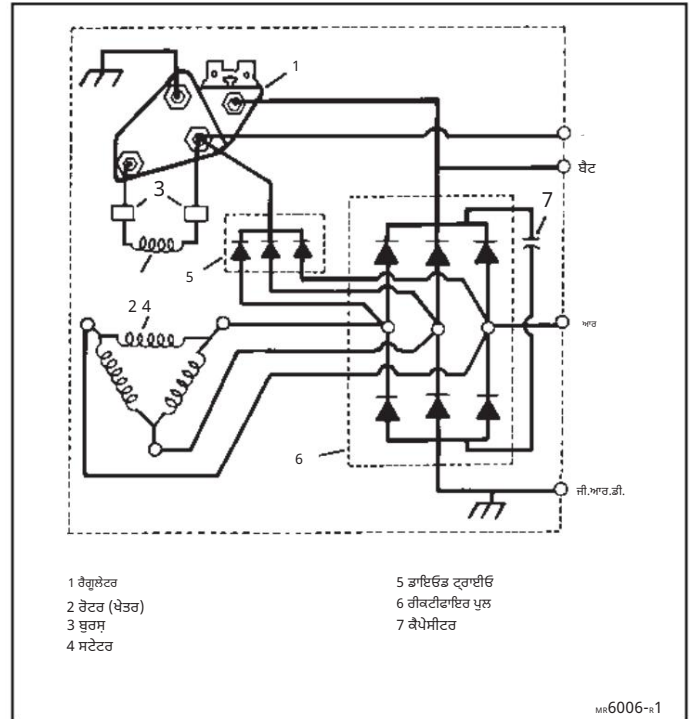 1
-
ਬੈਟ
3
7
5
2 4
ਆਰ
6
ਜੀ.ਆਰ.ਡੀ.
1 ਰੈਗੂਲੇਟਰ
2 ਰੋਟਰ (ਖੇਤਰ)
3 ਬੁਰਸ਼
4 ਸਟੇਟਰ
5 ਡਾਇਓਡ ਟ੍ਰਾਈਓ
6 ਰੀਕਟੀਫਾਇਰ ਪੁਲ
7 ਕੈਪੇਸੀਟਰ
MR6006-R1